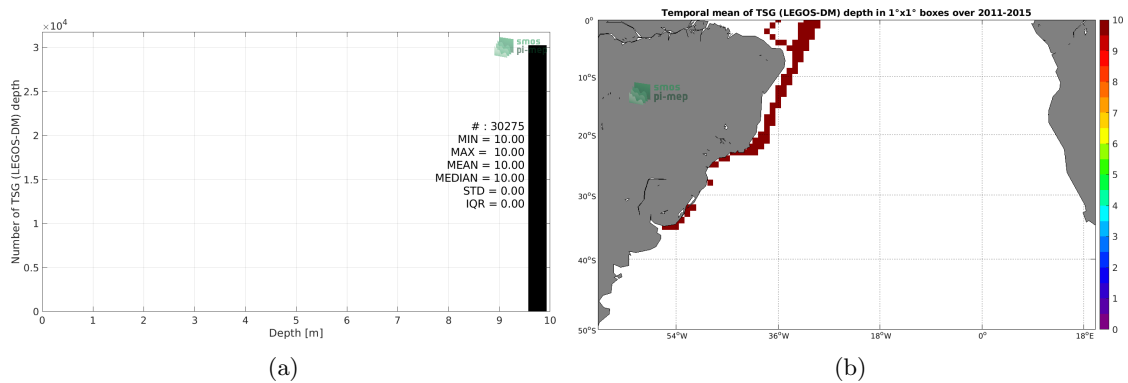 ×10⁴
3
2.5
2
1.5
1
0.5
0
Number of TSG (LEGOS-DM) depth
smos
pi-mep
# : 30275
MIN = 10.00
MAX = 10.00
MEAN = 10.00
MEDIAN = 10.00
STD = 0.00
IQR = 0.00
0 1 2 3 4 5 6 7 8 9 10
Depth [m]
(a)
Temporal mean of TSG (LEGOS-DM) depth in 1°x1° boxes over 2011-2015
0°
10°S
20°S
30°S
40°S
50°S
smos
pi-mep
54°W 36°W 18°W 0° 18°E
10
9
8
7
6
5
4
3
2
1
0
(b)